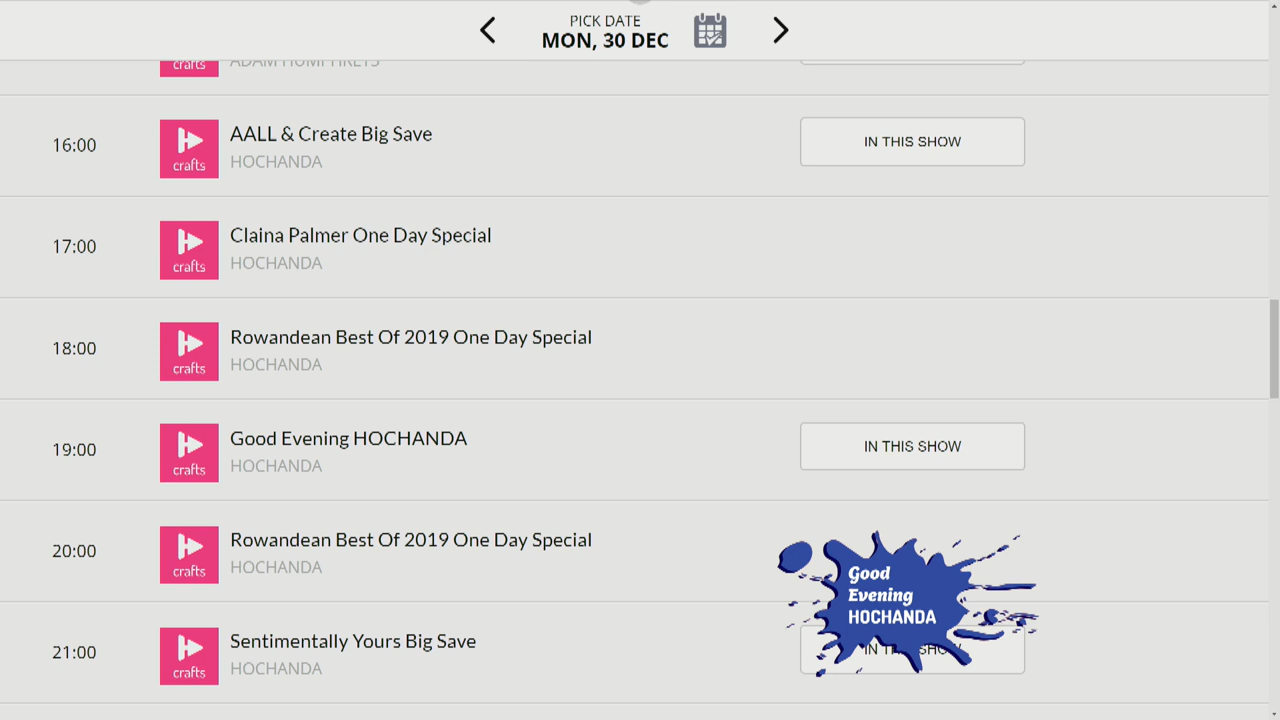 PICK DATE
MON, 30 DEC
crafts
ADAM HUMPHREYS
16:00
crafts
AALL & Create Big Save
HOCHANDA
IN THIS SHOW
17:00
crafts
Claina Palmer One Day Special
HOCHANDA
18:00
crafts
Rowandean Best Of 2019 One Day Special
HOCHANDA
19:00
crafts
Good Evening HOCHANDA
HOCHANDA
IN THIS SHOW
20:00
crafts
Rowandean Best Of 2019 One Day Special
HOCHANDA
Good
Evening
HOCHANDA
21:00
crafts
Sentimentally Yours Big Save
HOCHANDA